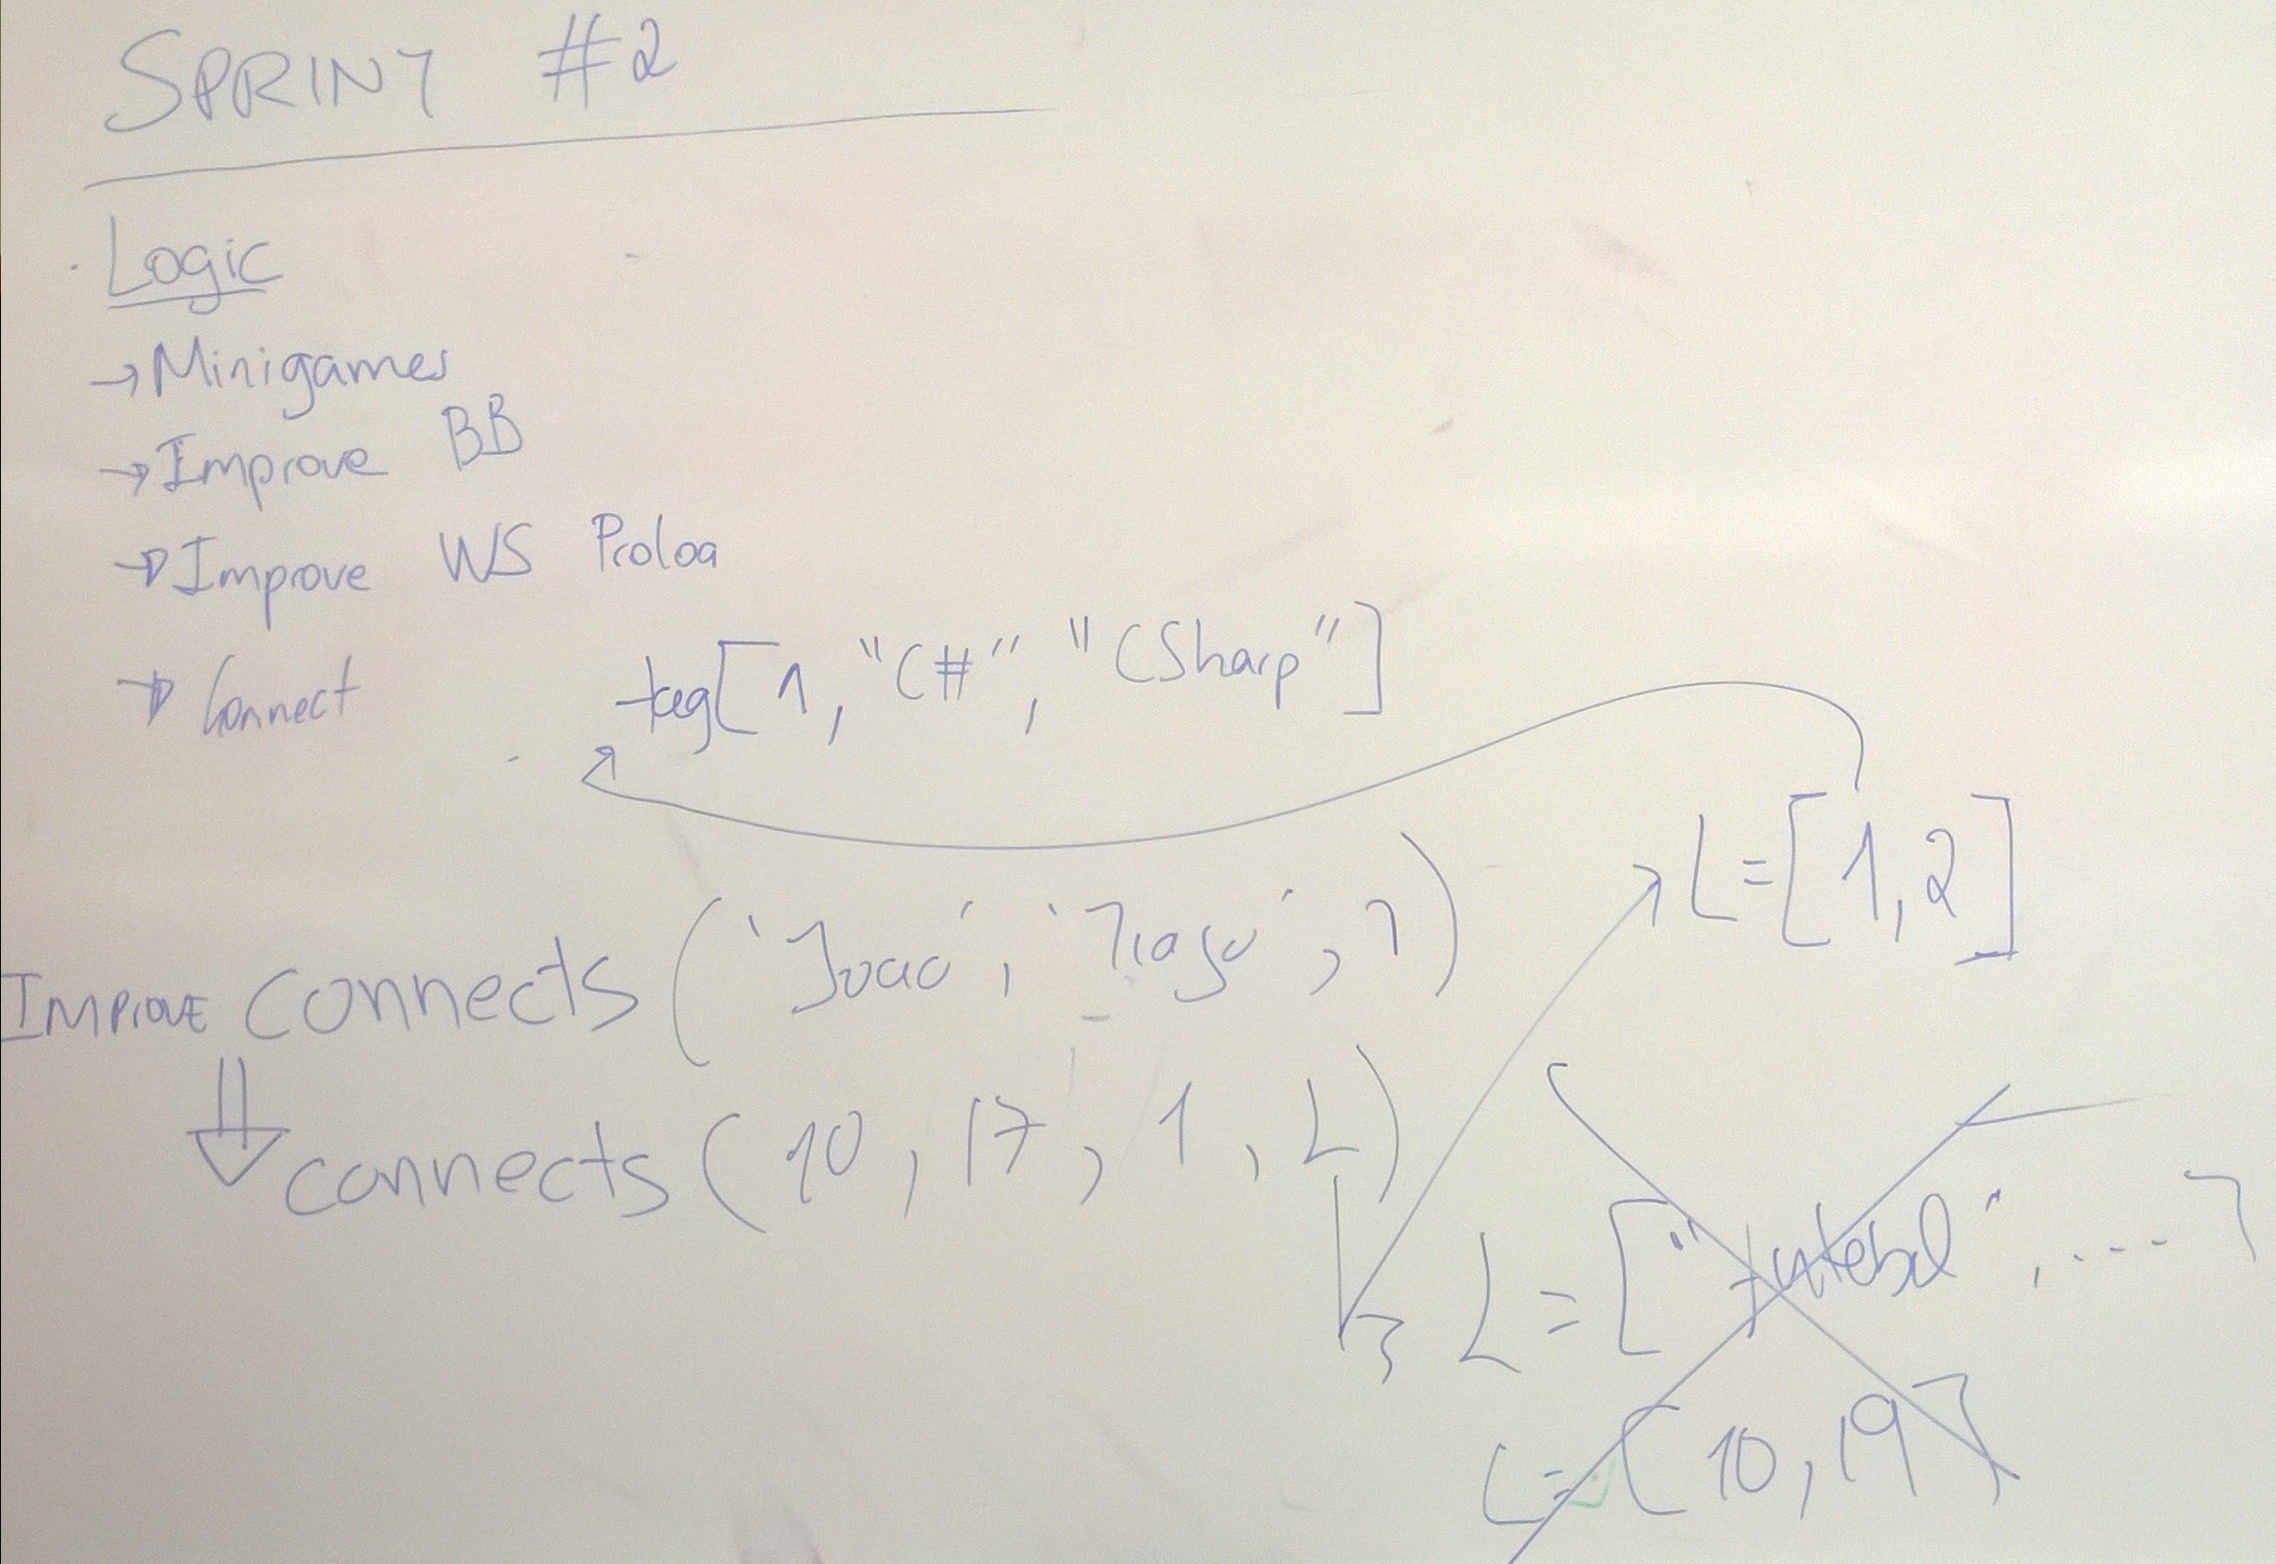 SPRINT #2
Logic
→ Minigames
→ Improve BB
→ Improve WS Prolog
→ Connect
tag[1, "C#", "CSharp"]
L=[1,2]
IMPROVE connects('Joao', 'Tiago', 1)
connects(10, 17, 1, L)
L=["futebol", ....]
L=[10,19]